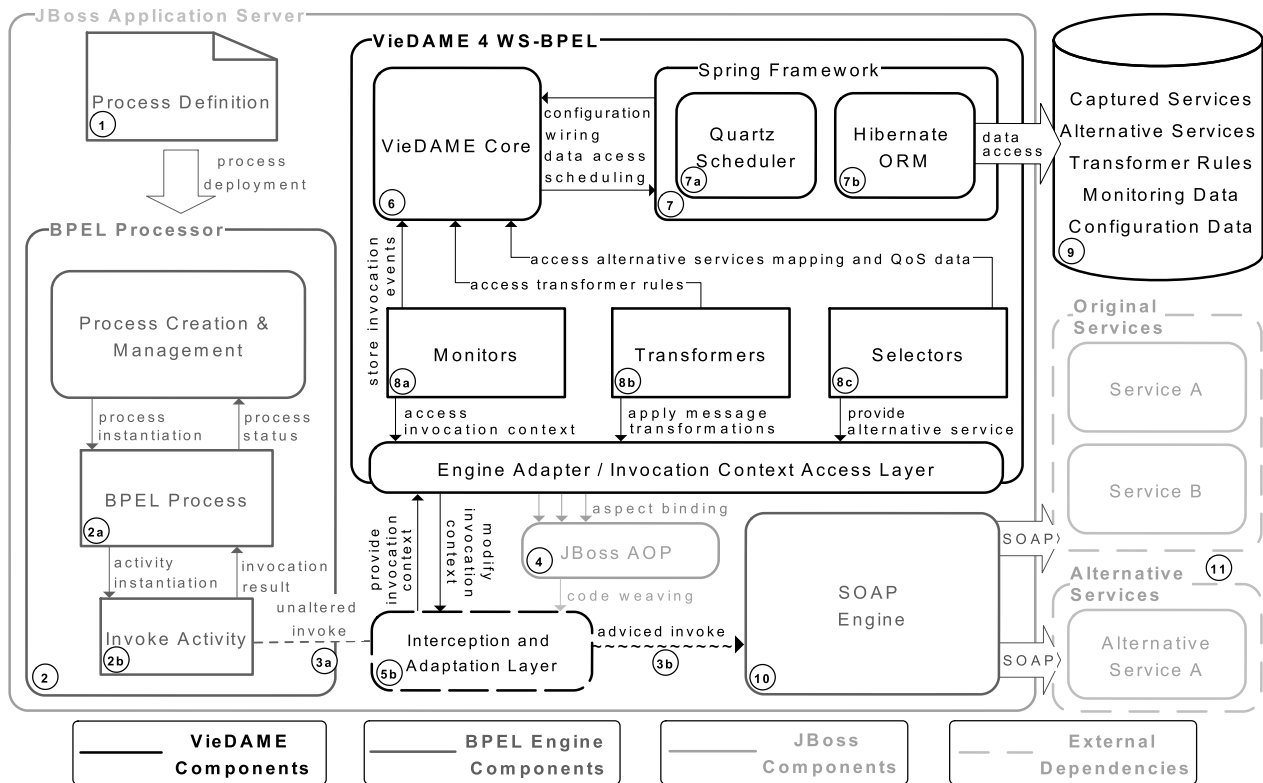 JBoss Application Server
Process Definition
1
process
deployment
BPEL Processor
Process Creation &
Management
process
instantiation
process
status
BPEL Process
2a
activity
instantiation
invocation
result
Invoke Activity
2b
2
unaltered
invoke
3a
VieDAME 4 WS-BPEL
VieDAME Core
6
configuration
wiring
data acess
scheduling
Spring Framework
Quartz
Scheduler
7a
Hibernate
ORM
7b
7
data
access
Captured Services
Alternative Services
Transformer Rules
Monitoring Data
Configuration Data
9
store invocation
events
access alternative services mapping and QoS data
access transformer rules
Monitors
8a
Transformers
8b
Selectors
8c
access
invocation context
apply message
transformations
provide
alternative service
Engine Adapter / Invocation Context Access Layer
provide
invocation
context
modify
invocation
context
aspect binding
JBoss AOP
4
code weaving
Interception and
Adaptation Layer
5b
adviced invoke
3b
SOAP
Engine
10
SOAP
SOAP
Original
Services
Service A
Service B
11
Alternative
Services
Alternative
Service A
VieDAME
Components
BPEL Engine
Components
JBoss
Components
External
Dependencies